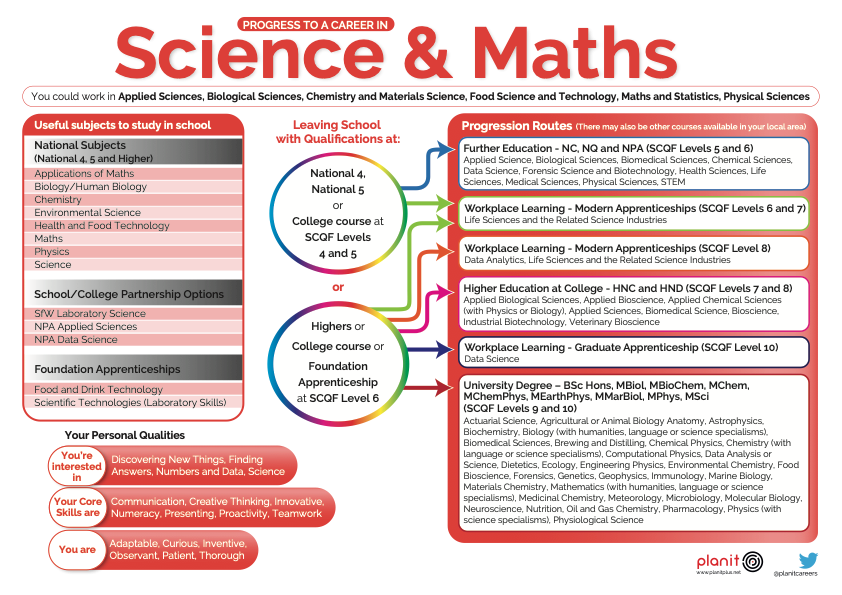 PROGRESS TO A CAREER IN
Science & Maths
You could work in Applied Sciences, Biological Sciences, Chemistry and Materials Science, Food Science and Technology, Maths and Statistics, Physical Sciences
Useful subjects to study in school
National Subjects
(National 4, 5 and Higher)
Applications of Maths
Biology/Human Biology
Chemistry
Environmental Science
Health and Food Technology
Maths
Physics
Science
School/College Partnership Options
SfW Laboratory Science
NPA Applied Sciences
NPA Data Science
Foundation Apprenticeships
Food and Drink Technology
Scientific Technologies (Laboratory Skills)
Your Personal Qualities
You're
interested
in
Discovering New Things, Finding
Answers, Numbers and Data, Science
Your Core
Skills are
Communication, Creative Thinking, Innovative,
Numeracy, Presenting, Proactivity, Teamwork
You are
Adaptable, Curious, Inventive,
Observant, Patient, Thorough
Leaving School
with Qualifications at:
National 4,
National 5
or
College course at
SCQF Levels
4 and 5
or
Highers or
College course or
Foundation
Apprenticeship
at SCQF Level 6
Progression Routes (There may also be other courses available in your local area)
Further Education - NC, NQ and NPA (SCQF Levels 5 and 6)
Applied Science, Biological Sciences, Biomedical Sciences, Chemical Sciences,
Data Science, Forensic Science and Biotechnology, Health Sciences, Life
Sciences, Medical Sciences, Physical Sciences, STEM
Workplace Learning - Modern Apprenticeships (SCQF Levels 6 and 7)
Life Sciences and the Related Science Industries
Workplace Learning - Modern Apprenticeships (SCQF Level 8)
Data Analytics, Life Sciences and the Related Science Industries
Higher Education at College - HNC and HND (SCQF Levels 7 and 8)
Applied Biological Sciences, Applied Bioscience, Applied Chemical Sciences
(with Physics or Biology), Applied Sciences, Biomedical Science, Bioscience,
Industrial Biotechnology, Veterinary Bioscience
Workplace Learning - Graduate Apprenticeship (SCQF Level 10)
Data Science
University Degree – BSc Hons, MBiol, MBioChem, MChem,
MChemPhys, MEarthPhys, MMarBiol, MPhys, MSci
(SCQF Levels 9 and 10)
Actuarial Science, Agricultural or Animal Biology Anatomy, Astrophysics,
Biochemistry, Biology (with humanities, language or science specialisms),
Biomedical Sciences, Brewing and Distilling, Chemical Physics, Chemistry (with
language or science specialisms), Computational Physics, Data Analysis or
Science, Dietetics, Ecology, Engineering Physics, Environmental Chemistry, Food
Bioscience, Forensics, Genetics, Geophysics, Immunology, Marine Biology,
Materials Chemistry, Mathematics (with humanities, language or science
specialisms), Medicinal Chemistry, Meteorology, Microbiology, Molecular Biology,
Neuroscience, Nutrition, Oil and Gas Chemistry, Pharmacology, Physics (with
science specialisms), Physiological Science
planit
www.planitplus.net
@planitcareers